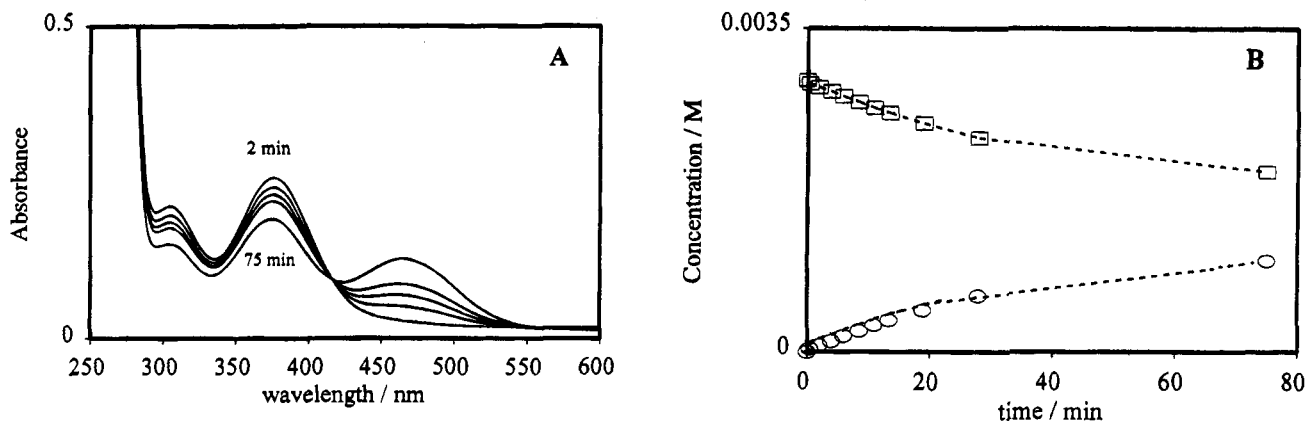 0.5
A
Absorbance
2 min
75 min
0
250 300 350 400 450 500 550 600
wavelength / nm
0.0035
B
Concentration / M
0
0 20 40 60 80
time / min